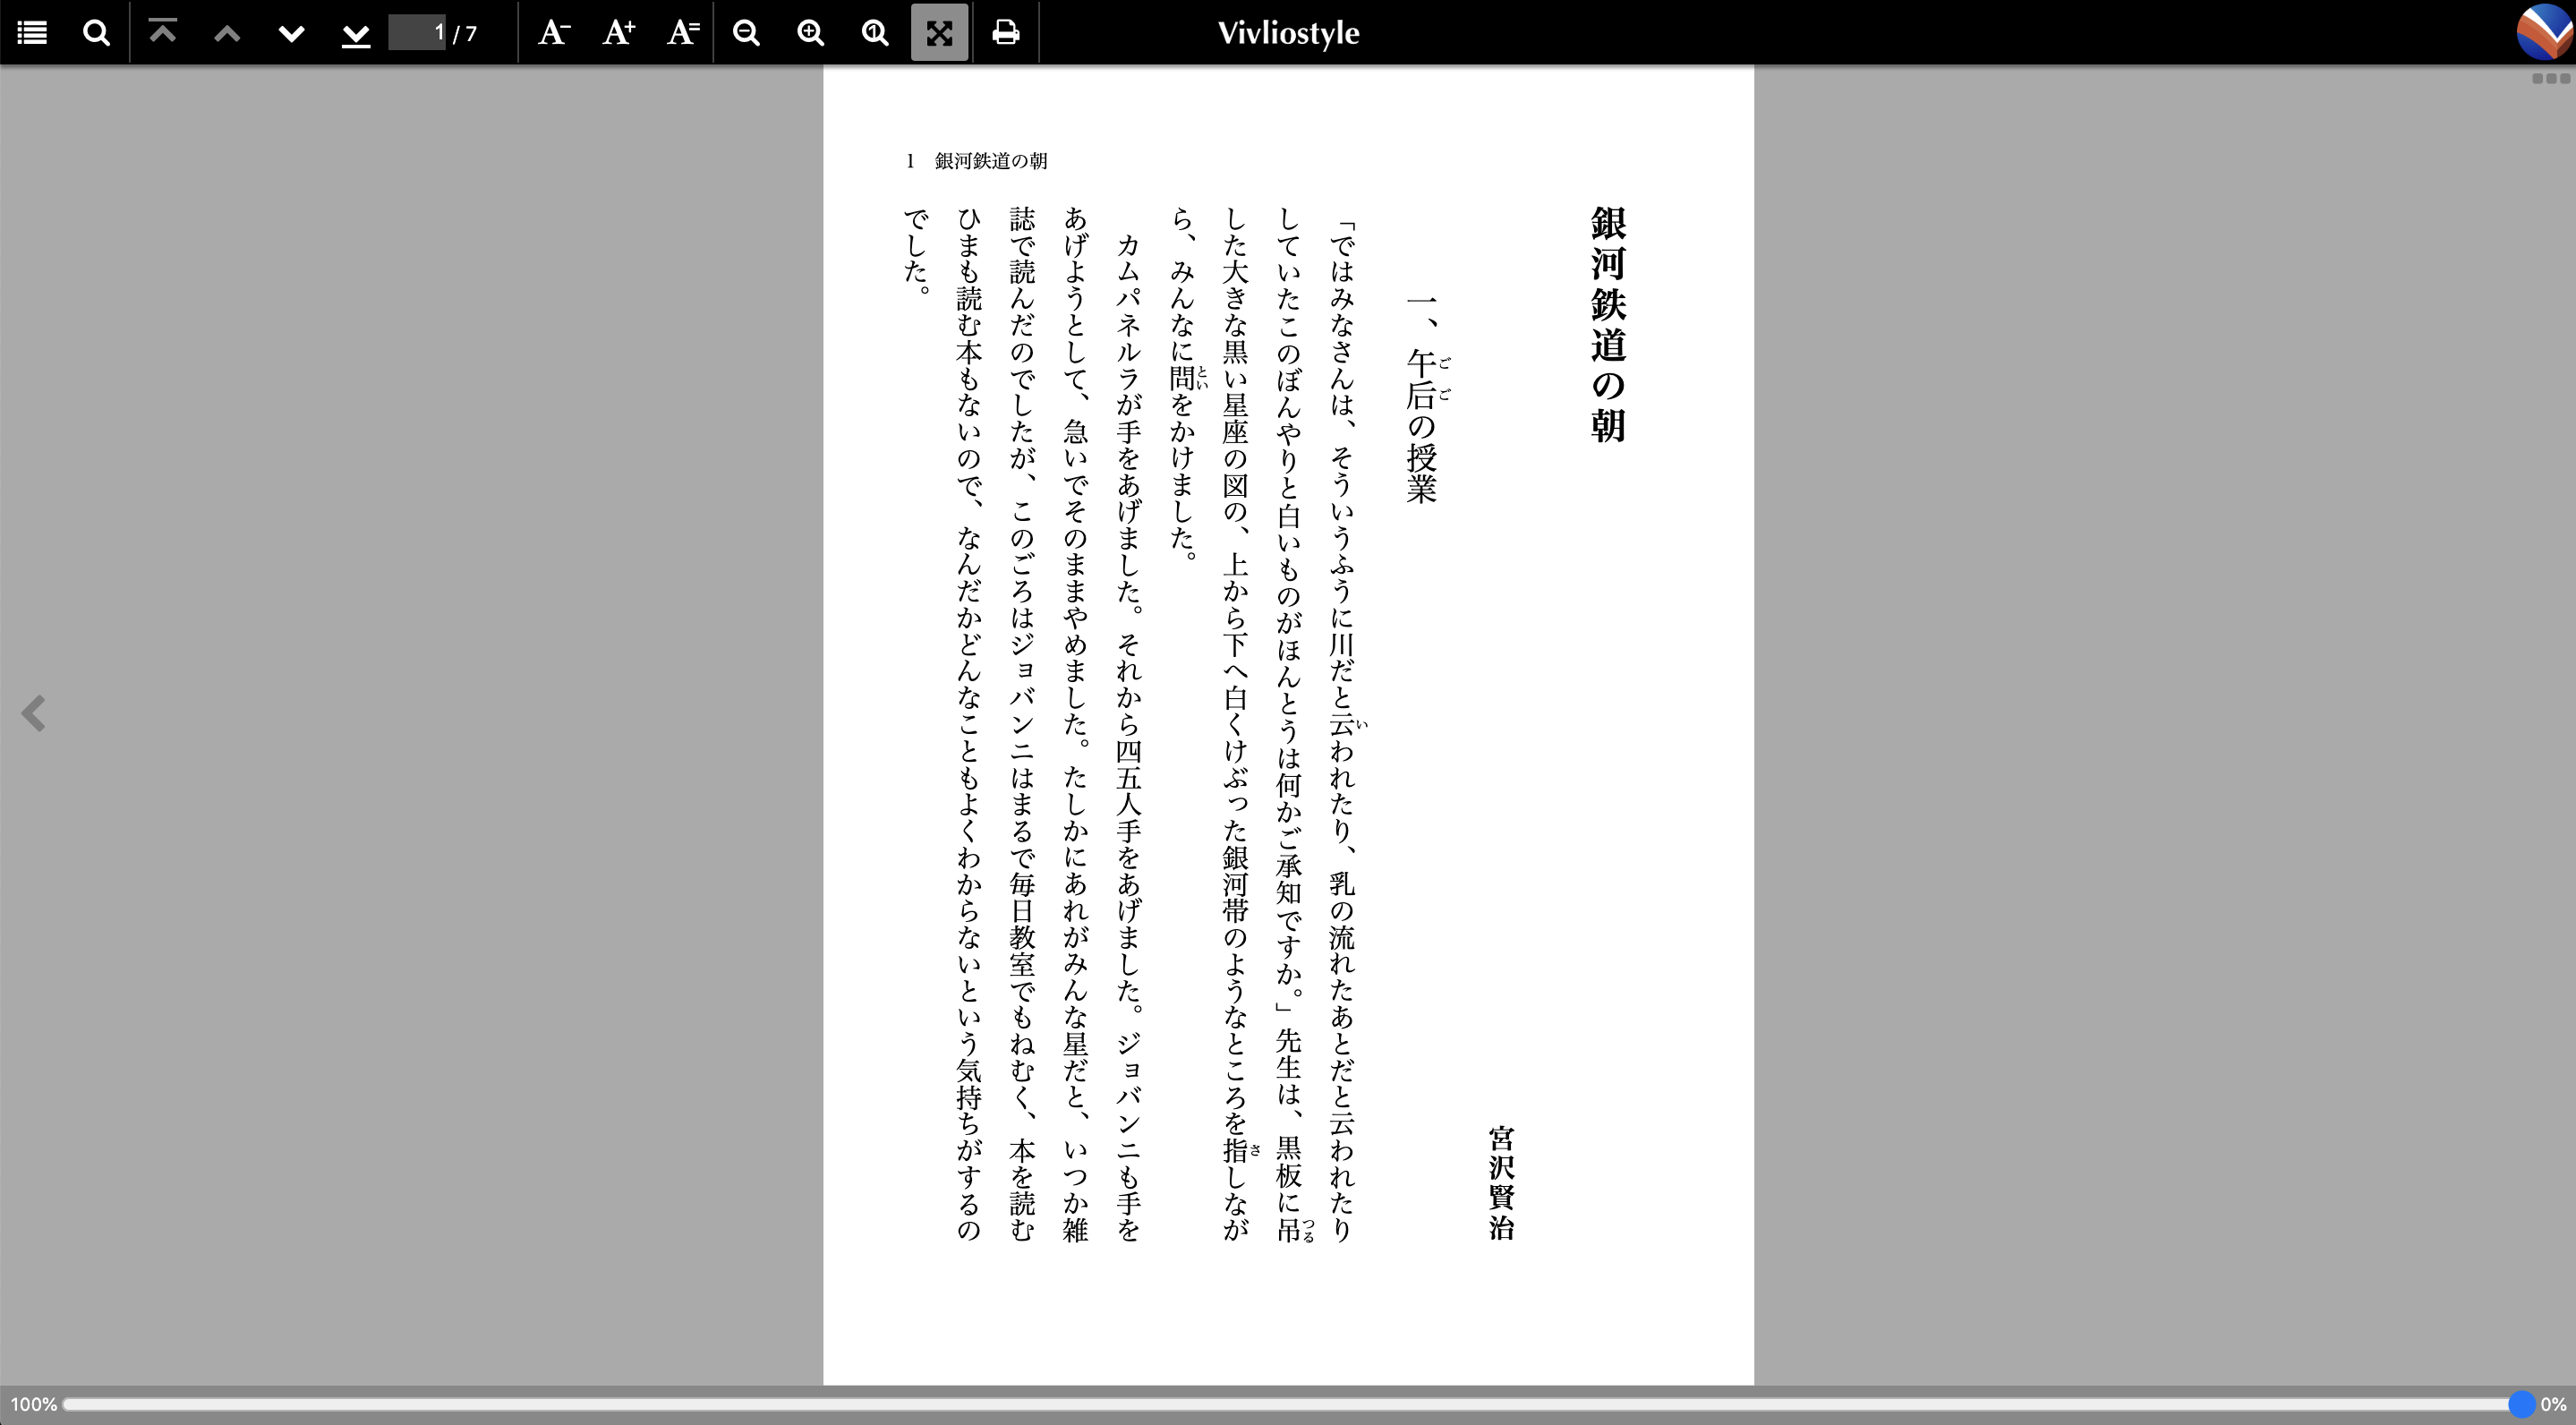 1 / 7
A-
A+
A=
1
Vivliostyle
1 銀河鉄道の朝
銀河鉄道の朝
宮沢賢治
一、午后の授業
ごご
「ではみなさんは、そういうふうに川だと云われたり、乳の流れたあとだと云われたり
い
していたこのぼんやりと白いものがほんとうは何かご承知ですか。」先生は、黒板に吊
つる
した大きな黒い星座の図の、上から下へ白くけぶった銀河帯のようなところを指しなが
さ
ら、みんなに問をかけました。
とい
カムパネルラが手をあげました。それから四五人手をあげました。ジョバンニも手を
あげようとして、急いでそのままやめました。たしかにあれがみんな星だと、いつか雑
誌で読んだのでしたが、このごろはジョバンニはまるで毎日教室でもねむく、本を読む
ひまも読む本もないので、なんだかどんなこともよくわからないという気持ちがするの
でした。
100%
0%